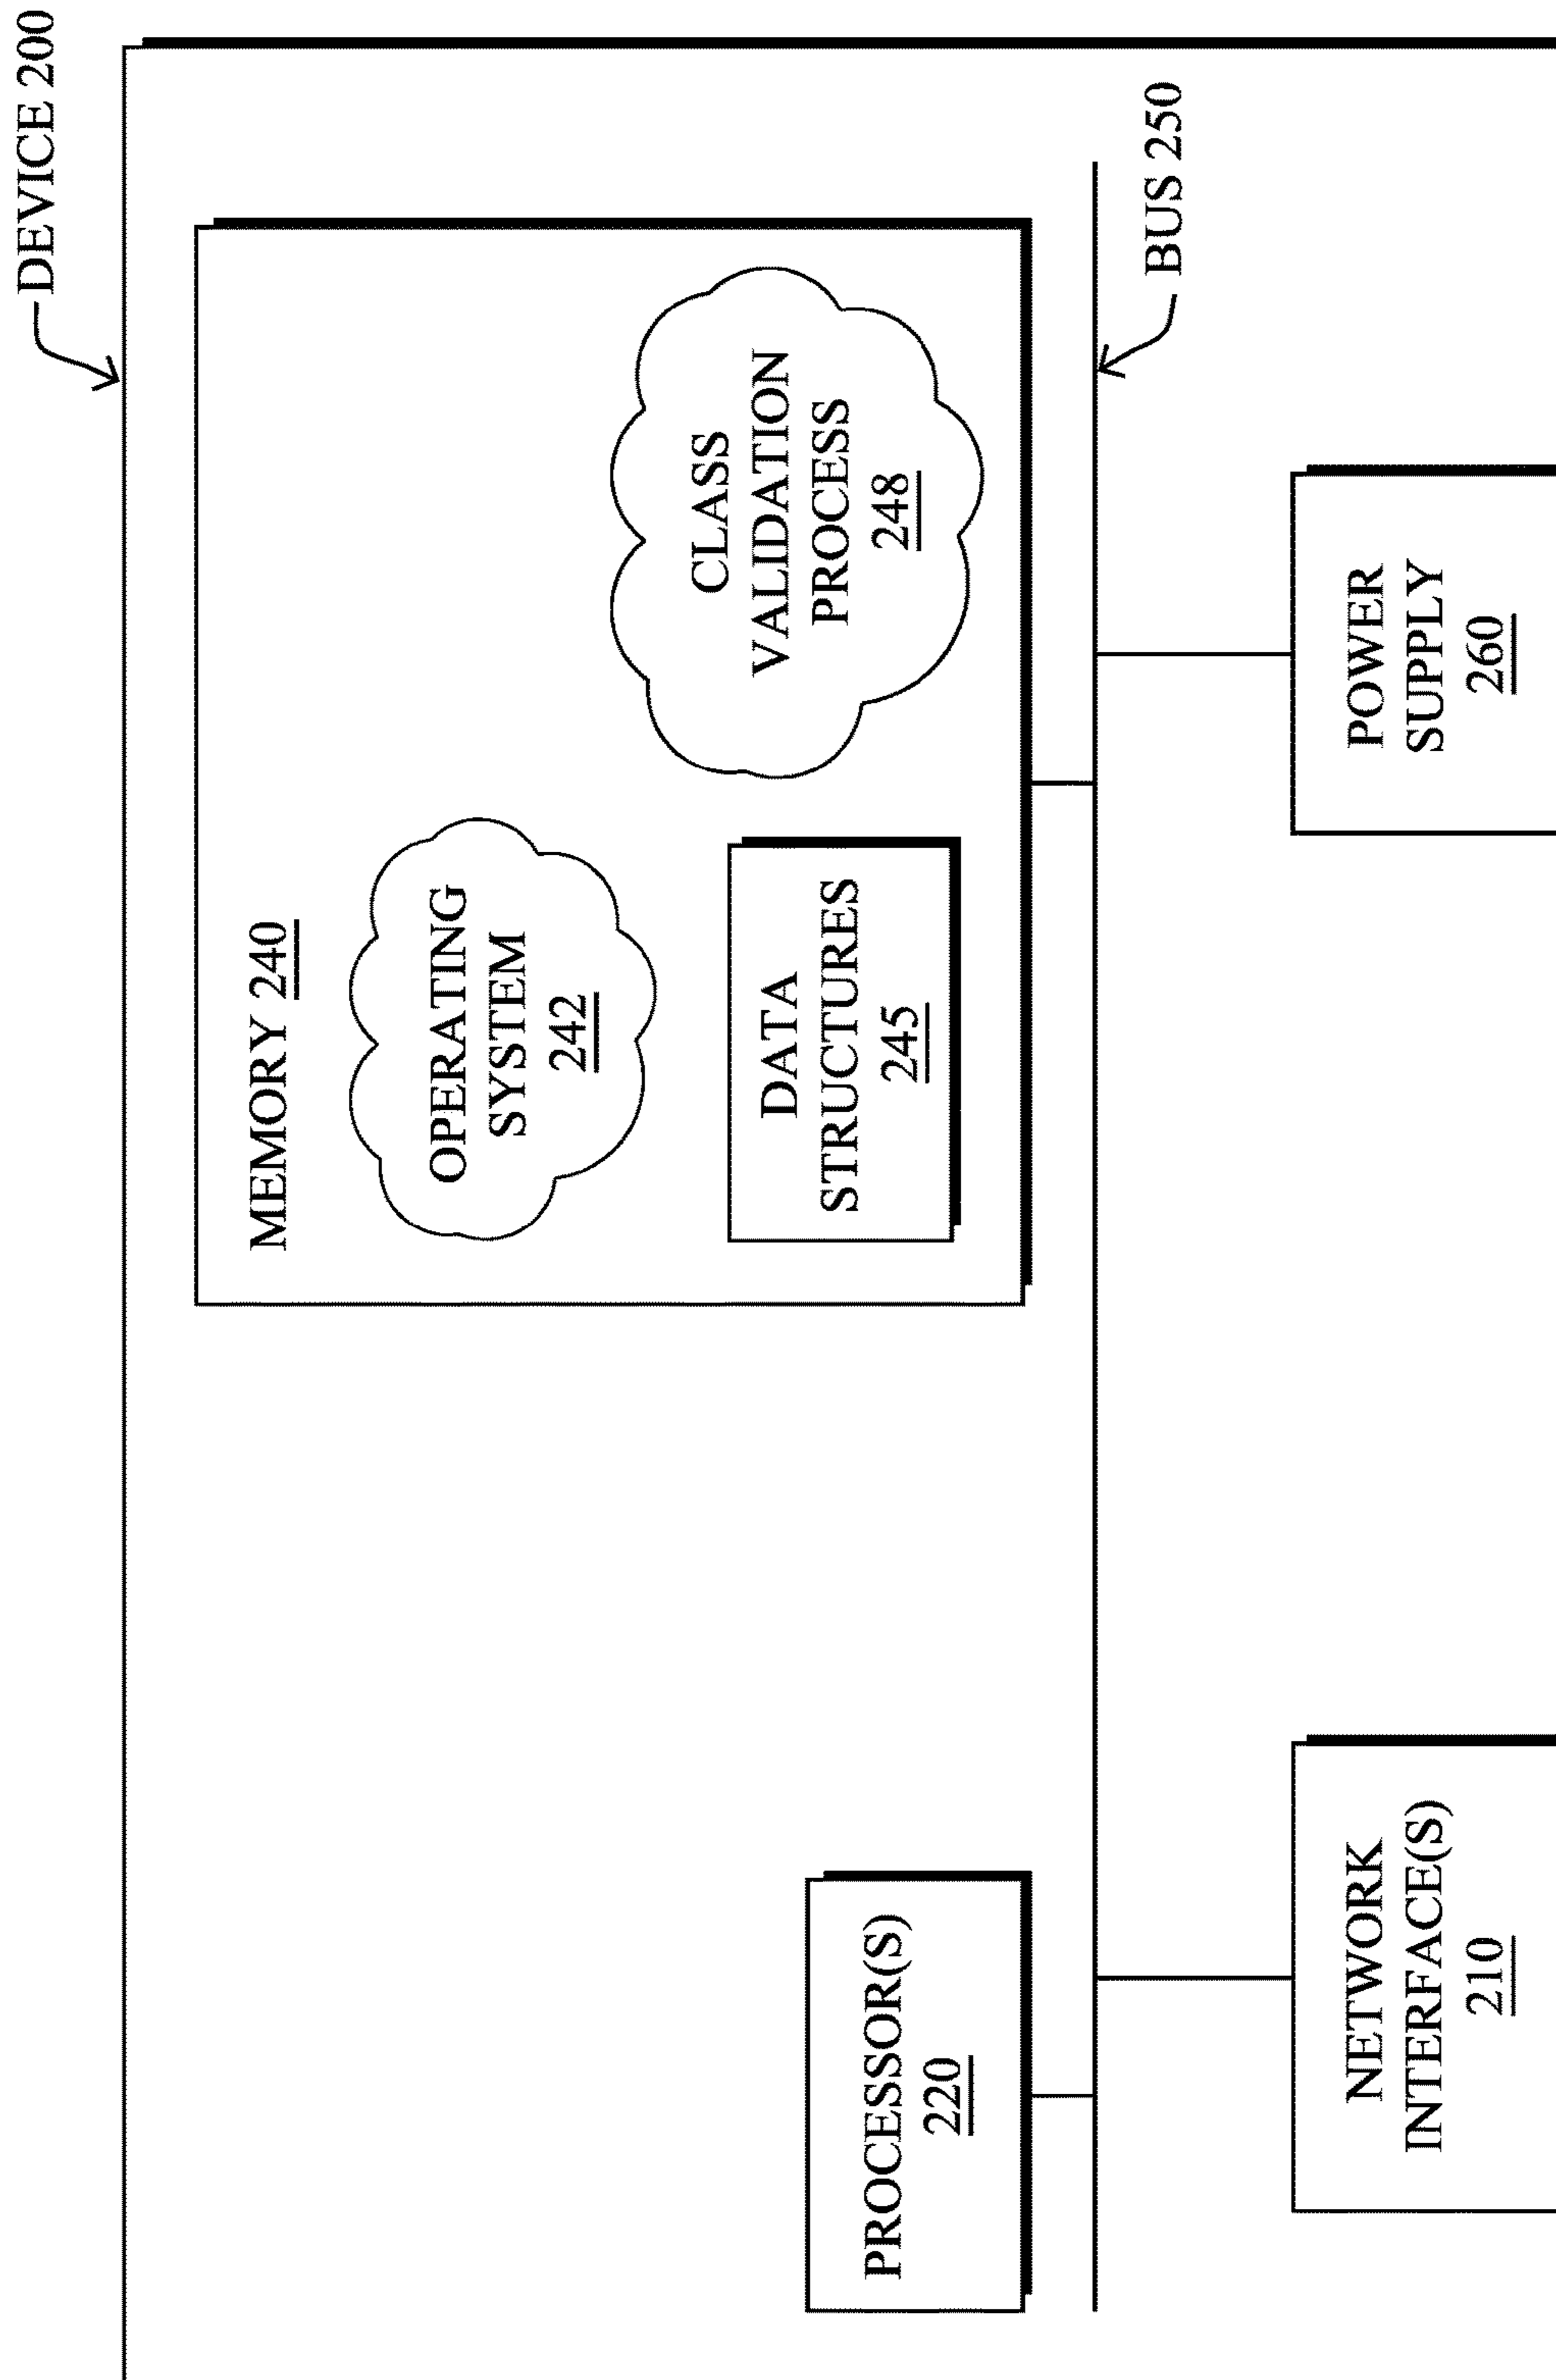 DEVICE 200
MEMORY 240
OPERATING
SYSTEM
242
DATA
STRUCTURES
245
CLASS
VALIDATION
PROCESS
248
PROCESSOR(S)
220
BUS 250
NETWORK
INTERFACE(S)
210
POWER
SUPPLY
260